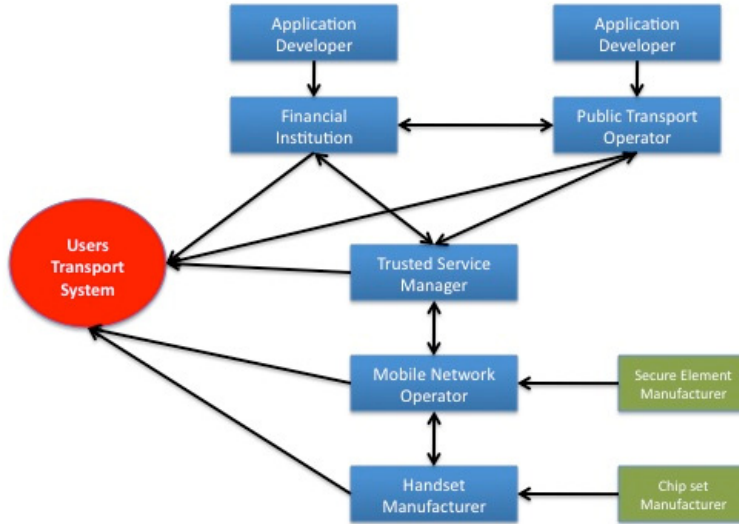 Application
Developer
Application
Developer
Financial
Institution
Public Transport
Operator
Users
Transport
System
Trusted Service
Manager
Mobile Network
Operator
Secure Element
Manufacturer
Handset
Manufacturer
Chip set
Manufacturer